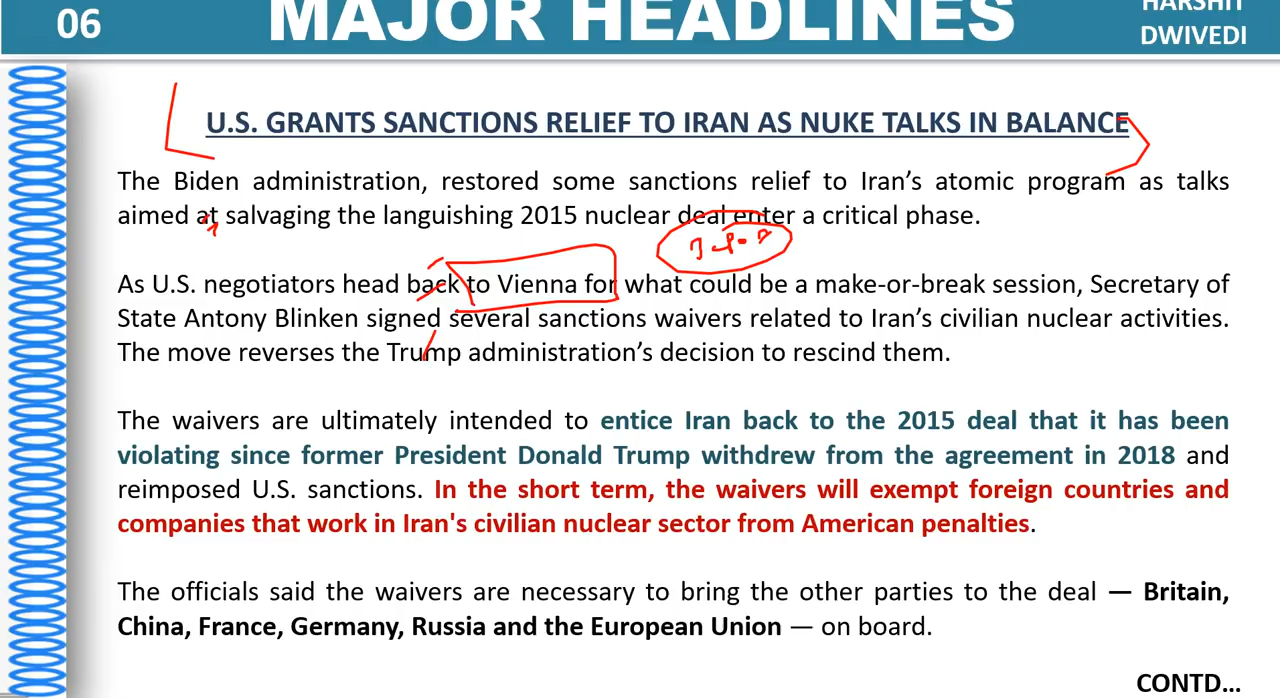 06
MAJOR HEADLINES
HARSHIT
DWIVEDI
U.S. GRANTS SANCTIONS RELIEF TO IRAN AS NUKE TALKS IN BALANCE
The Biden administration, restored some sanctions relief to Iran’s atomic program as talks
aimed at salvaging the languishing 2015 nuclear deal enter a critical phase.
As U.S. negotiators head back to Vienna for what could be a make-or-break session, Secretary of
State Antony Blinken signed several sanctions waivers related to Iran’s civilian nuclear activities.
The move reverses the Trump administration’s decision to rescind them.
The waivers are ultimately intended to entice Iran back to the 2015 deal that it has been
violating since former President Donald Trump withdrew from the agreement in 2018 and
reimposed U.S. sanctions. In the short term, the waivers will exempt foreign countries and
companies that work in Iran's civilian nuclear sector from American penalties.
The officials said the waivers are necessary to bring the other parties to the deal — Britain,
China, France, Germany, Russia and the European Union — on board.
CONTD...